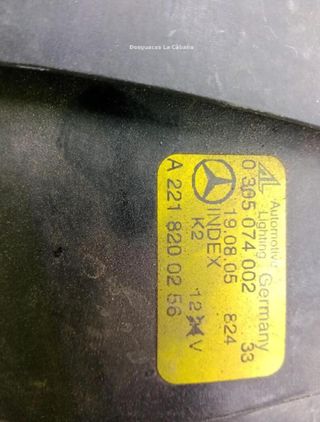 Desguaces La Cabaña
AL Automotive Lighting Germany
0 305 074 002 33
19.08.05 824
INDEX
K2 12 V
A 221 820 02 56